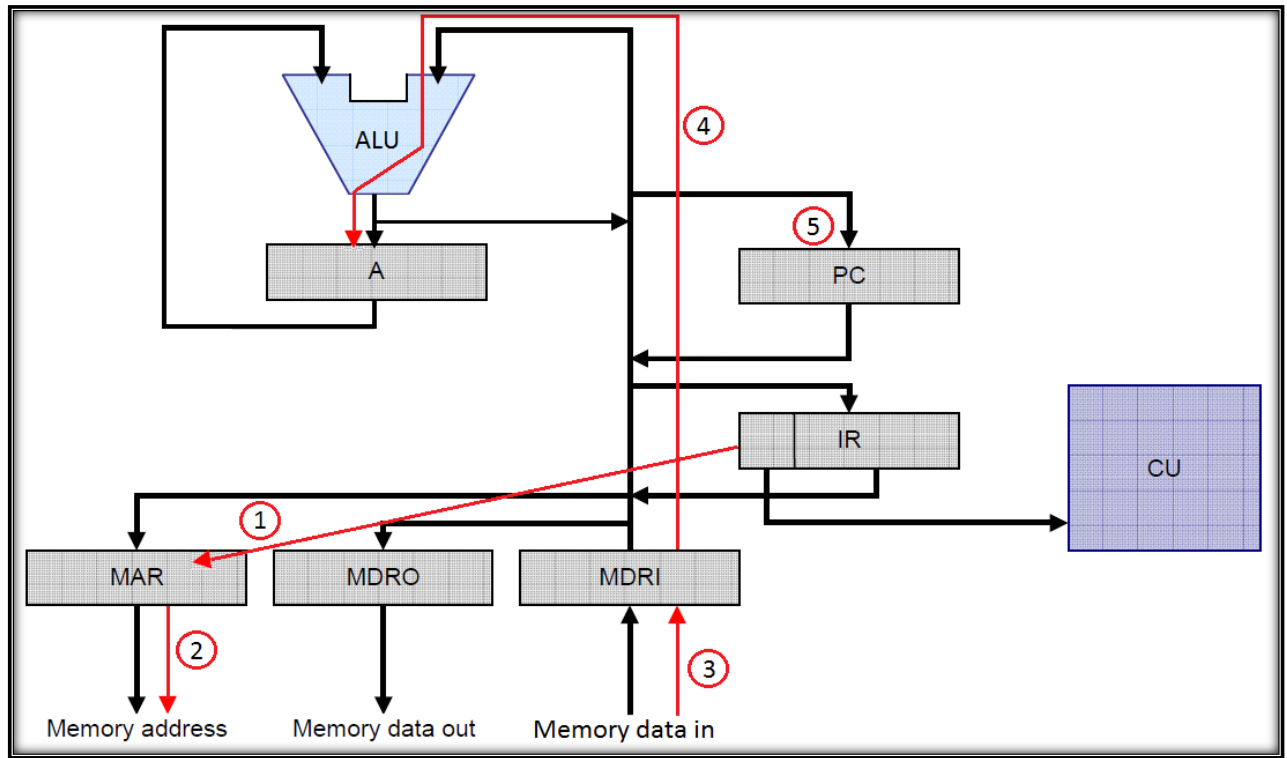 ALU
4
5
A
PC
IR
CU
1
MAR
MDRO
MDRI
2
3
Memory address
Memory data out
Memory data in